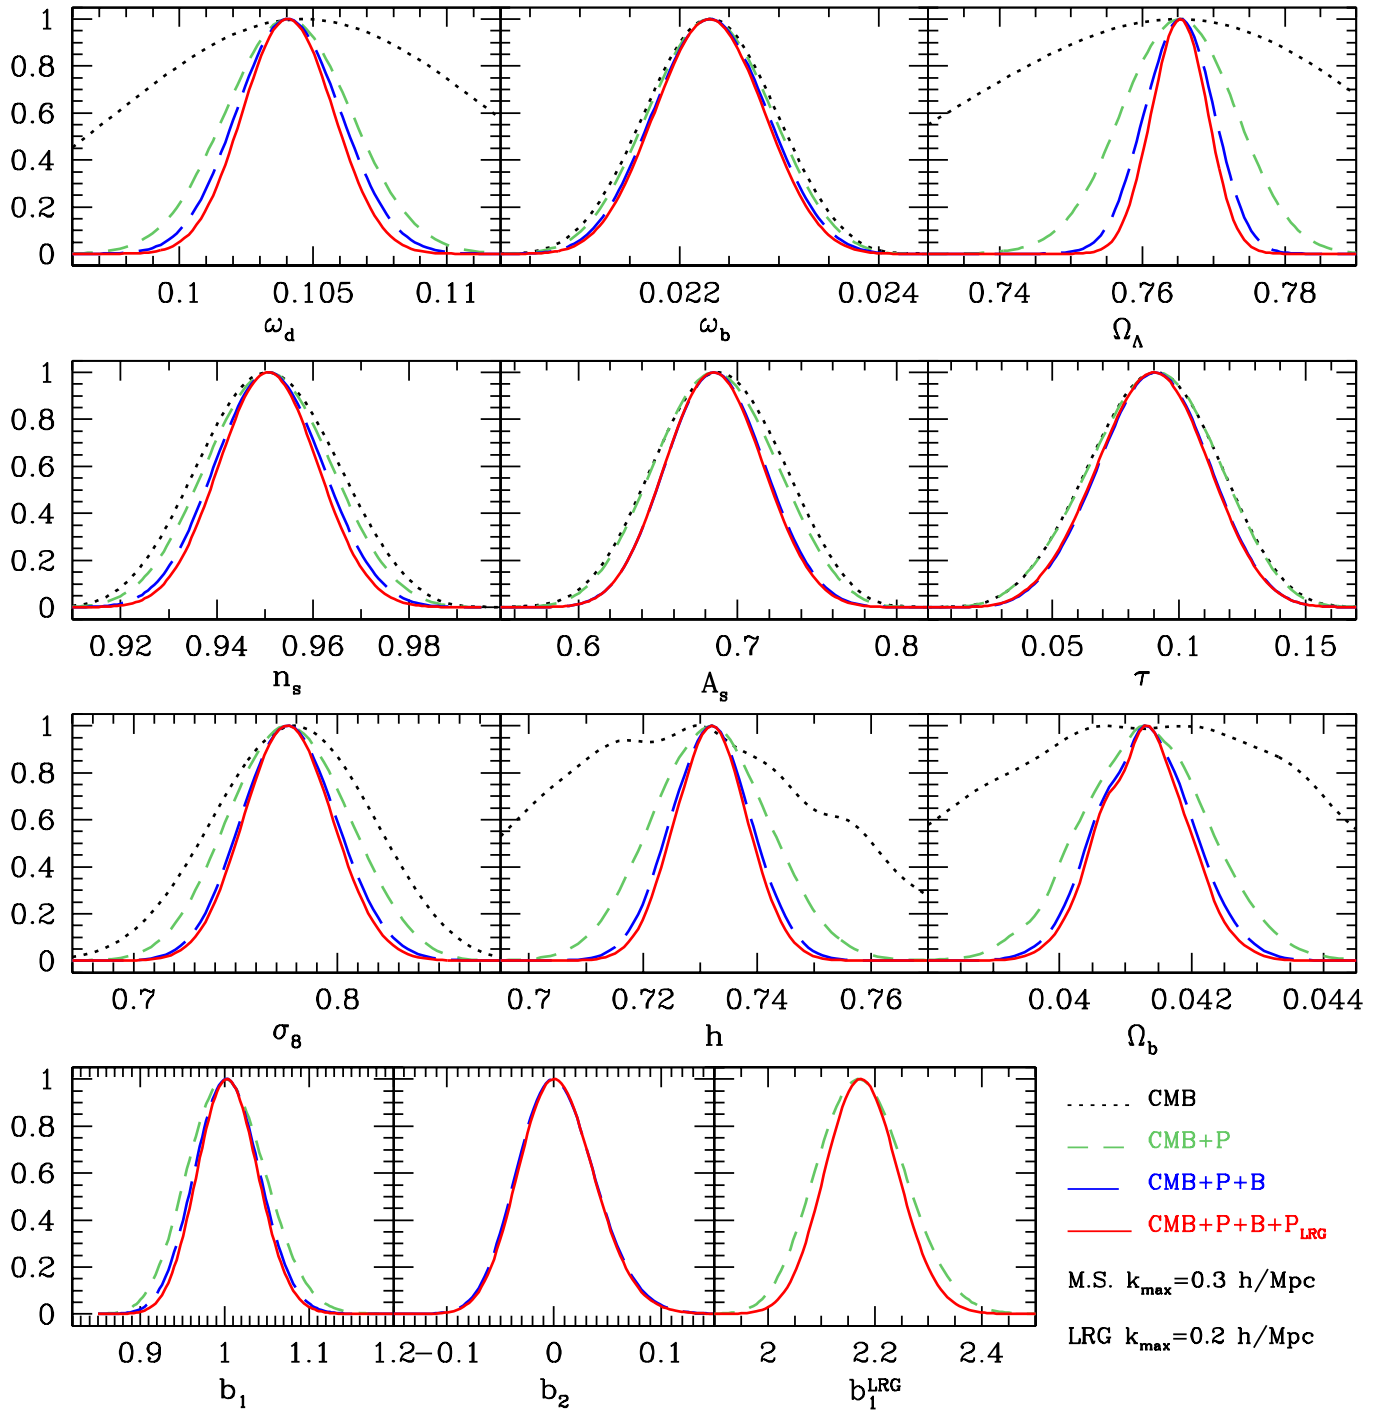 1
0.8
0.6
0.4
0.2
0
0.1 0.105 0.11
0.022 0.024
0.74 0.76 0.78
ω_d
ω_b
Ω_Λ
1
0.8
0.6
0.4
0.2
0
0.92 0.94 0.96 0.98
0.6 0.7 0.8
0.05 0.1 0.15
n_s
A_s
τ
1
0.8
0.6
0.4
0.2
0
0.7 0.8
0.7 0.72 0.74 0.76
0.04 0.042 0.044
σ_8
h
Ω_b
1
0.8
0.6
0.4
0.2
0
0.9 1 1.1 1.2
-0.1 0 0.1
2 2.2 2.4
b_1
b_2
b_1^LRG
CMB
CMB+P
CMB+P+B
CMB+P+B+P_LRG
M.S. k_max=0.3 h/Mpc
LRG k_max=0.2 h/Mpc